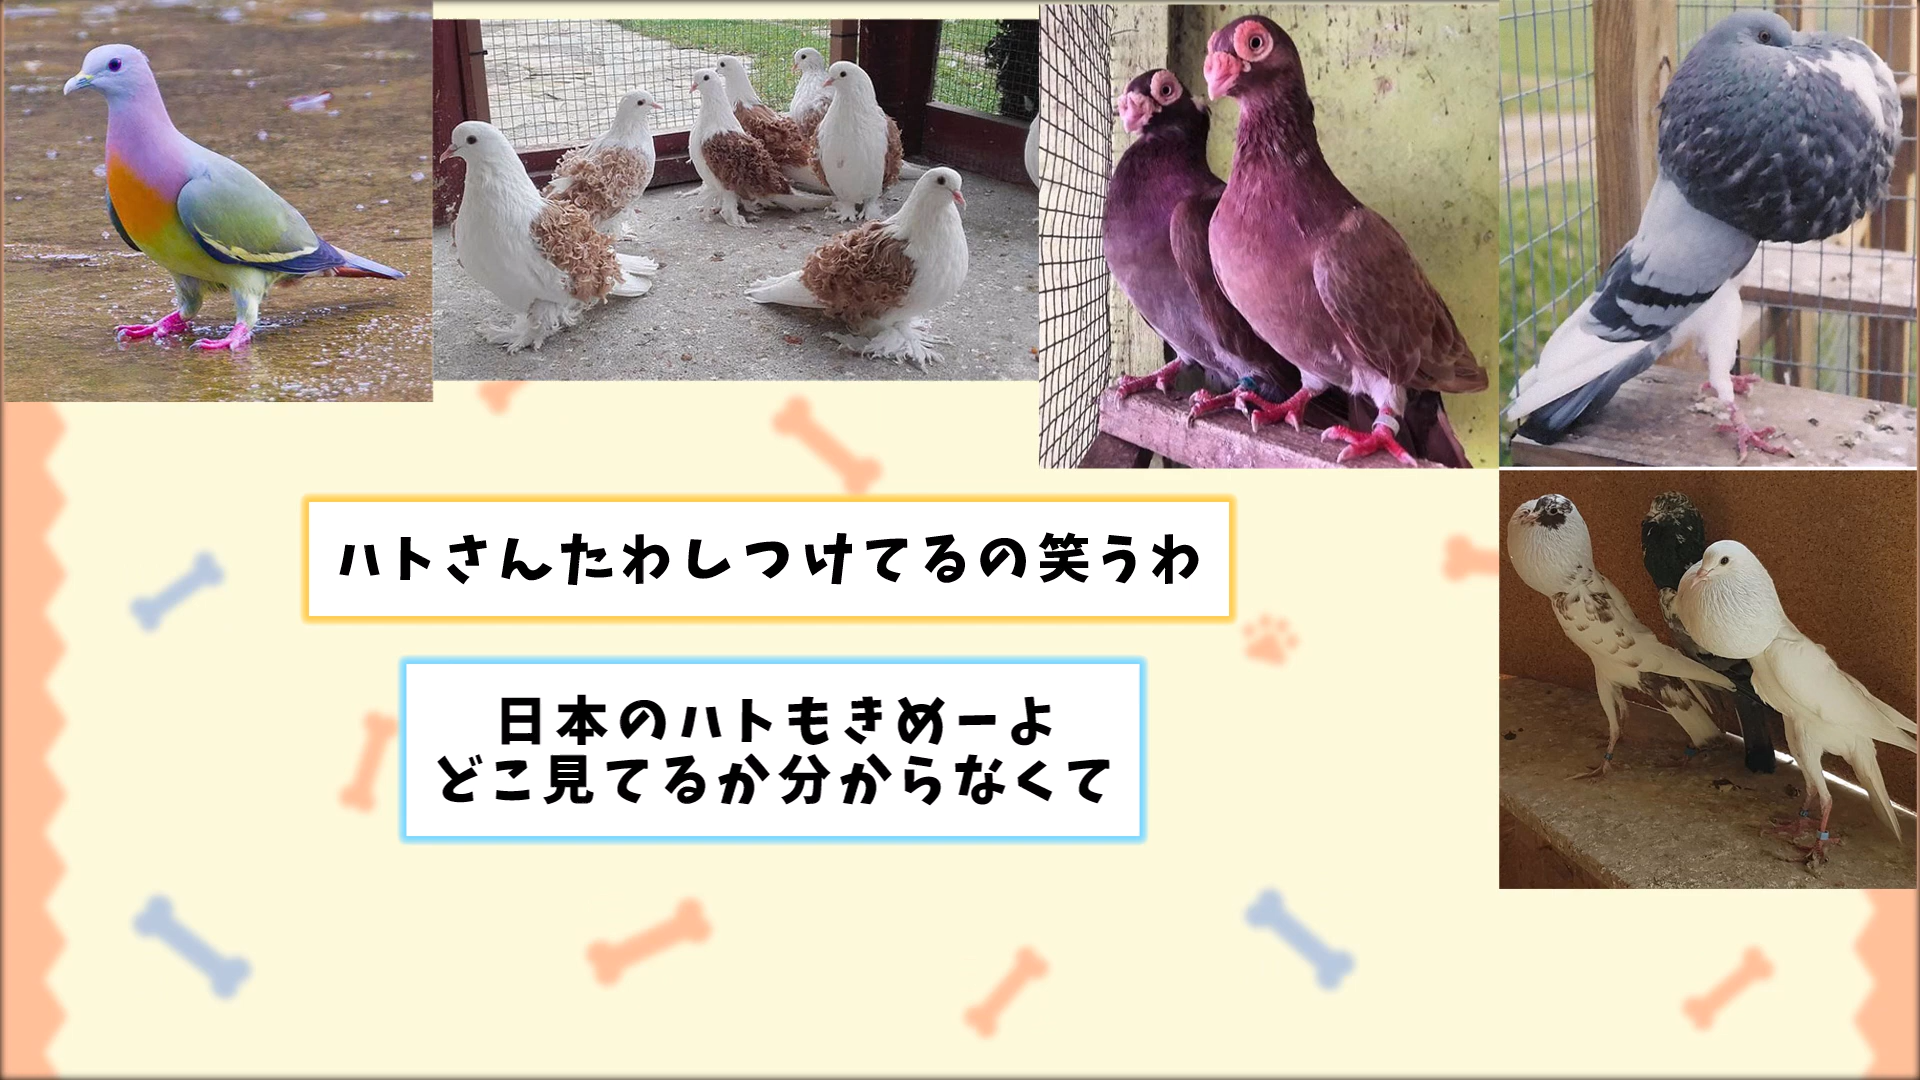 ハトさんたわしつけてるの笑うわ
日本のハトもきめーよ
どこ見てるか分からなくて